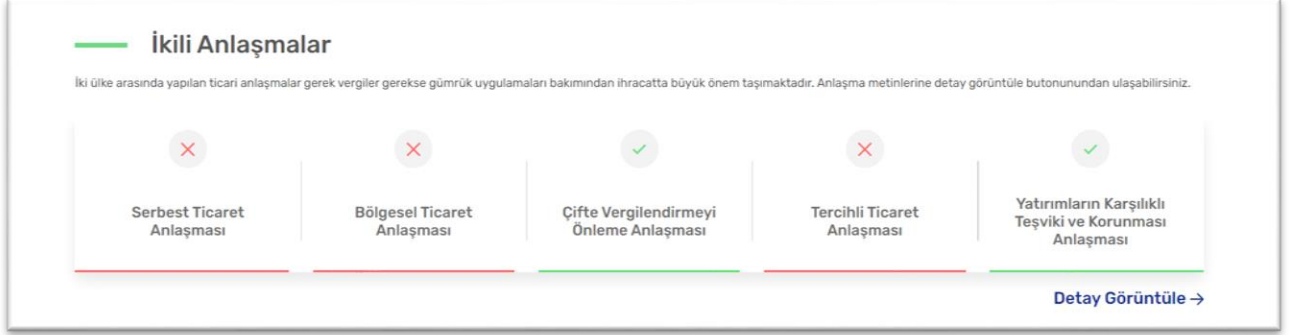 İkili Anlaşmalar
İki ülke arasında yapılan ticari anlaşmalar gerek vergiler gerekse gümrük uygulamaları bakımından ihracatta büyük önem taşımaktadır. Anlaşma metinlerine detay görüntüle butonunundan ulaşabilirsiniz.
Serbest Ticaret
Anlaşması
Bölgesel Ticaret
Anlaşması
Çifte Vergilendirmeyi
Önleme Anlaşması
Tercihli Ticaret
Anlaşması
Yatırımların Karşılıklı
Teşviki ve Korunması
Anlaşması
Detay Görüntüle →